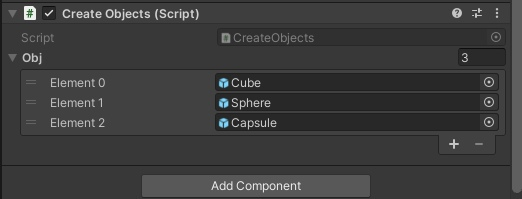 Create Objects (Script)
Script CreateObjects
Obj 3
Element 0 Cube
Element 1 Sphere
Element 2 Capsule
Add Component